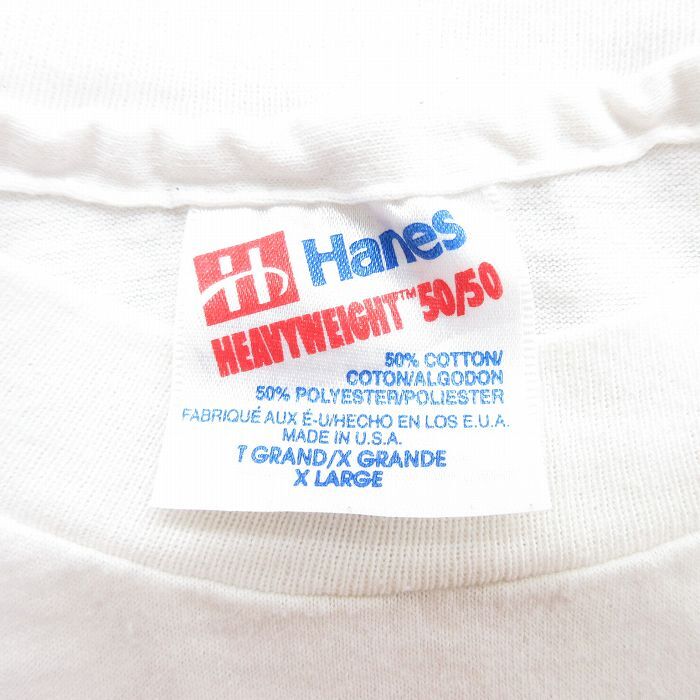 H Hanes
HEAVYWEIGHT™ 50/50
50% COTTON/
COTON/ALGODON
50% POLYESTER/POLIESTER
FABRIQUÉ AUX É-U/HECHO EN LOS E.U.A.
MADE IN U.S.A.
T GRAND/X GRANDE
X LARGE